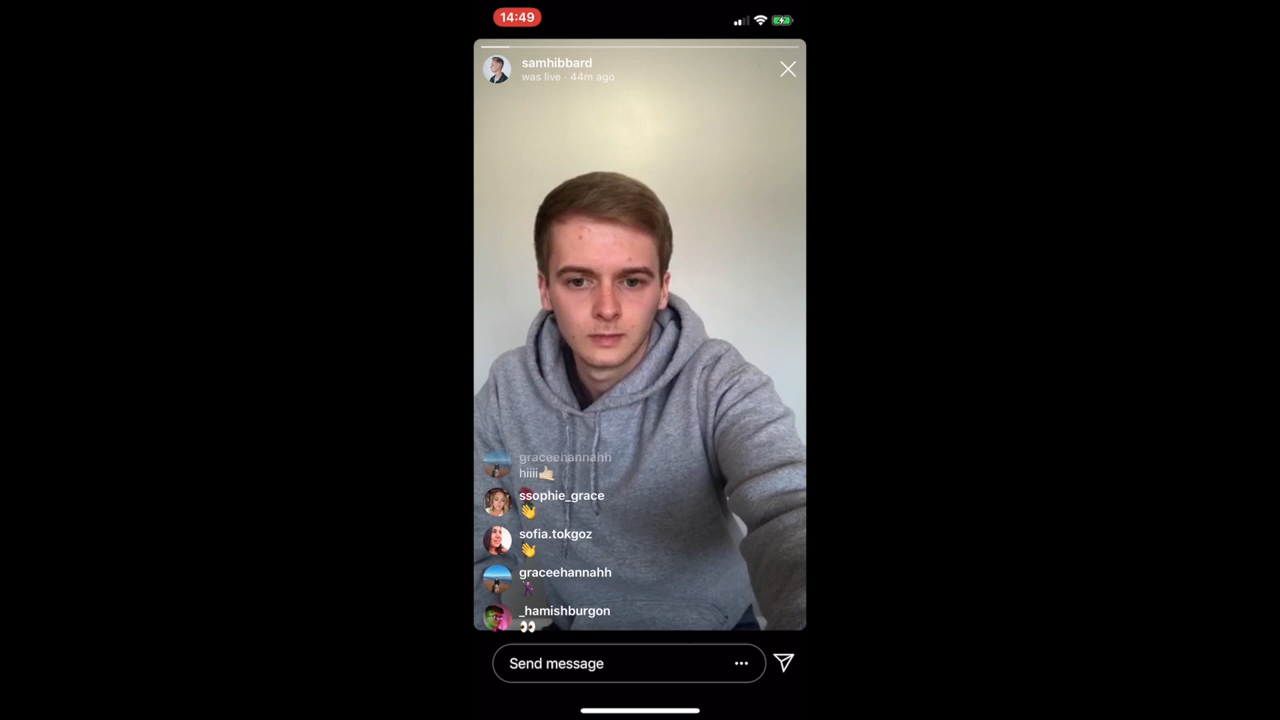 14:49
samhibbard
was live · 44m ago
graceehannahh
hiiii🤙🏼
ssophie_grace
👋
sofia.tokgoz
👋
graceehannahh
_hamishburgon
👀
Send message